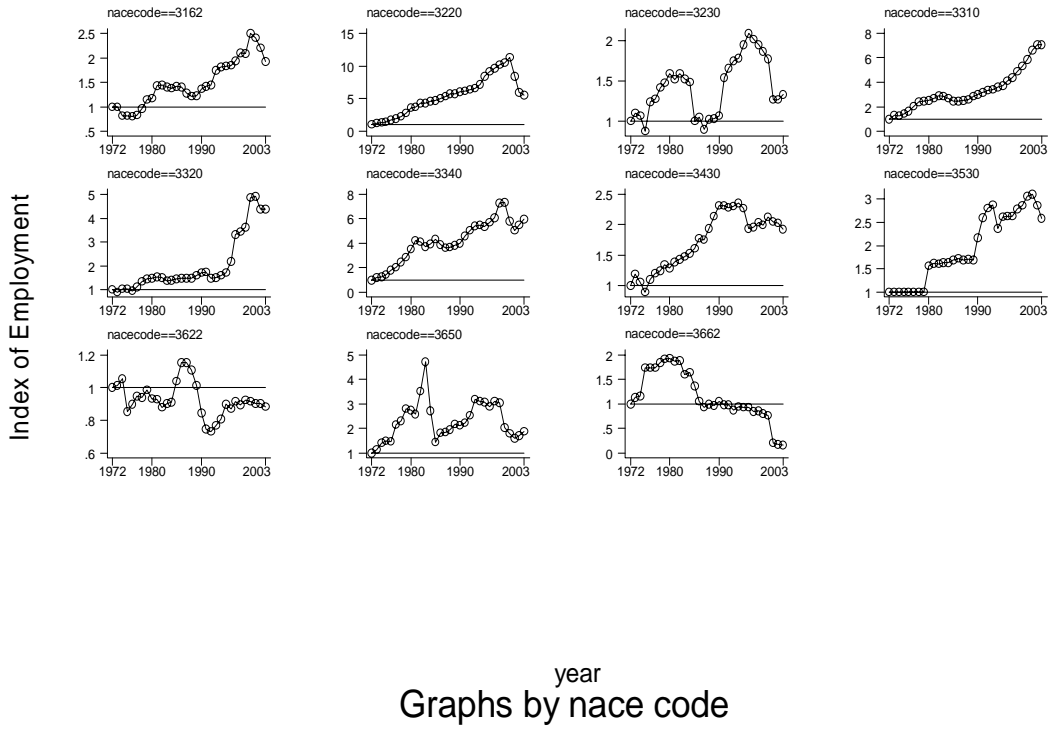 nacecode==3162
nacecode==3220
nacecode==3230
nacecode==3310
2.5
2
1.5
1
.5
1972 1980 1990 2003
15
10
5
0
1972 1980 1990 2003
2
1.5
1
1972 1980 1990 2003
8
6
4
2
0
1972 1980 1990 2003
nacecode==3320
nacecode==3340
nacecode==3430
nacecode==3530
5
4
3
2
1
1972 1980 1990 2003
8
6
4
2
0
1972 1980 1990 2003
2.5
2
1.5
1
1972 1980 1990 2003
3
2.5
2
1.5
1
1972 1980 1990 2003
nacecode==3622
nacecode==3650
nacecode==3662
1.2
1
.8
.6
1972 1980 1990 2003
5
4
3
2
1
1972 1980 1990 2003
2
1.5
1
.5
0
1972 1980 1990 2003
Index of Employment
year
Graphs by nace code